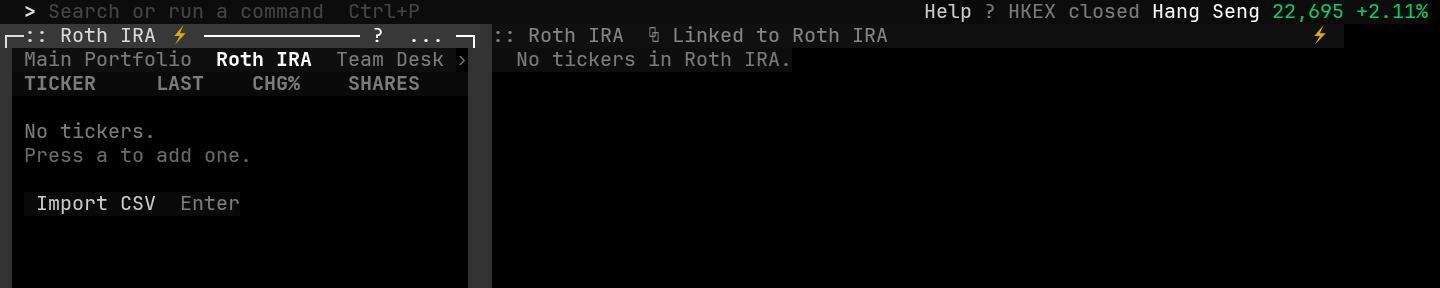 > Search or run a command  Ctrl+P  Help ? HKEX closed Hang Seng 22,695 +2.11%
:: Roth IRA ⚡ ? ... :: Roth IRA  Linked to Roth IRA ⚡
Main Portfolio  Roth IRA  Team Desk ›  No tickers in Roth IRA.
TICKER  LAST  CHG%  SHARES
No tickers.
Press a to add one.
Import CSV  Enter